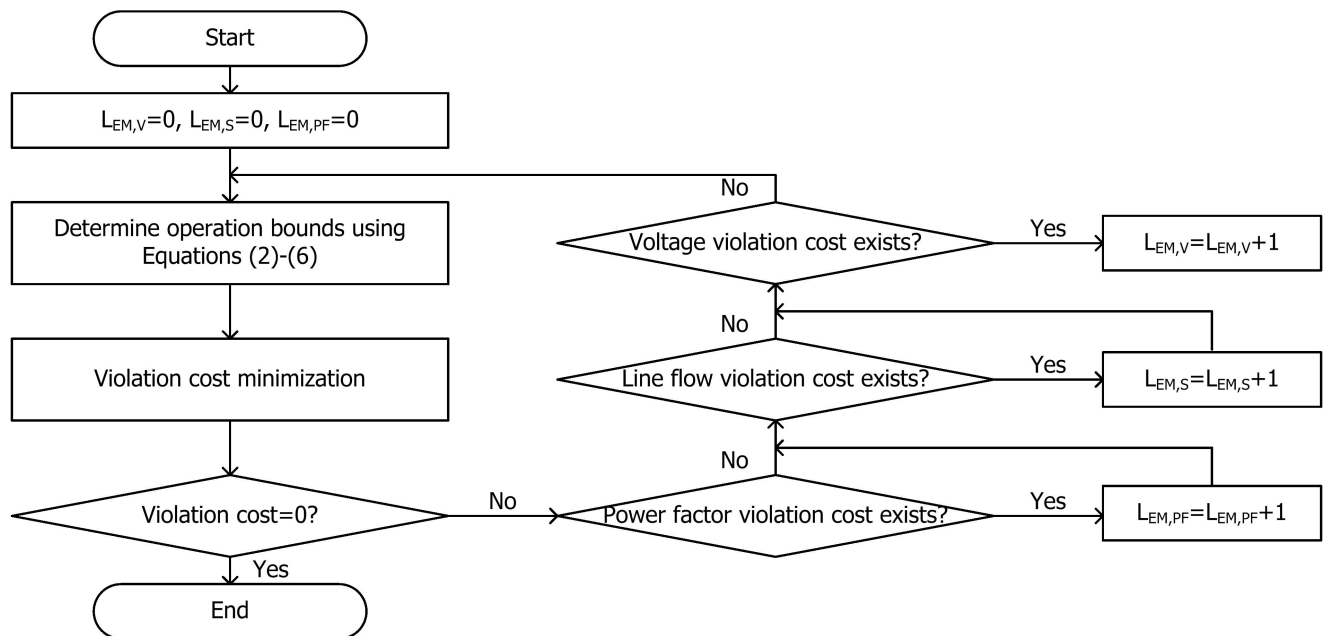 Start
L_EM,V=0, L_EM,S=0, L_EM,PF=0
Determine operation bounds using
Equations (2)-(6)
Violation cost minimization
Violation cost=0?
Yes
End
No
Power factor violation cost exists?
Yes
L_EM,PF=L_EM,PF+1
No
Line flow violation cost exists?
Yes
L_EM,S=L_EM,S+1
No
Voltage violation cost exists?
Yes
L_EM,V=L_EM,V+1
No